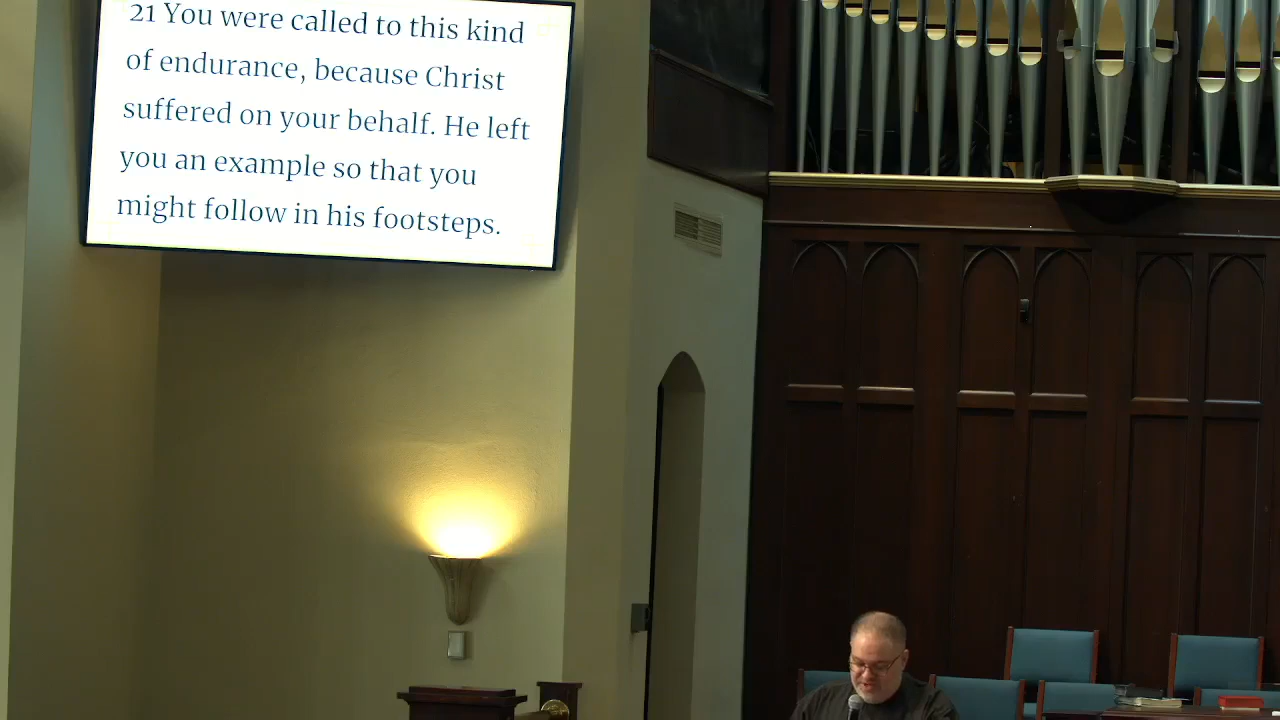 21 You were called to this kind
of endurance, because Christ
suffered on your behalf. He left
you an example so that you
might follow in his footsteps.